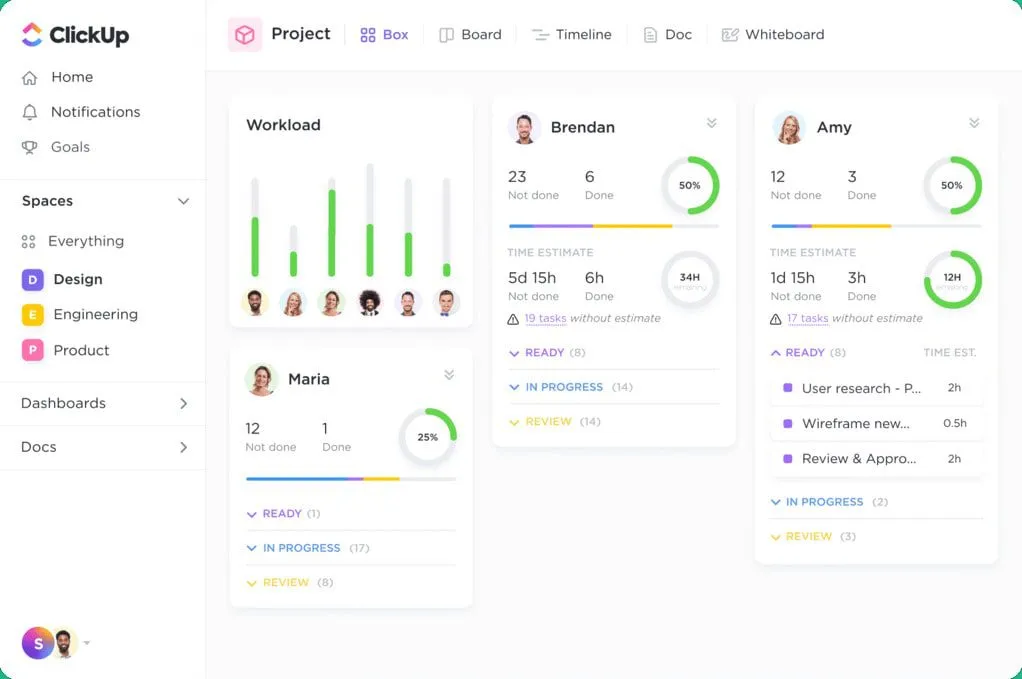 ClickUp
Home
Notifications
Goals
Spaces
Everything
D Design
E Engineering
P Product
Dashboards
Docs
S
Project
Box
Board
Timeline
Doc
Whiteboard
Workload
Maria
12 1
Not done Done
25%
READY (1)
IN PROGRESS (17)
REVIEW (8)
Brendan
23 6
Not done Done
50%
TIME ESTIMATE
5d 15h 6h
Not done Done
34H
remaining
19 tasks without estimate
READY (8)
IN PROGRESS (14)
REVIEW (14)
Amy
12 3
Not done Done
50%
TIME ESTIMATE
1d 15h 3h
Not done Done
12H
remaining
17 tasks without estimate
READY (8) TIME EST.
User research - P... 2h
Wireframe new... 0.5h
Review & Appro... 2h
IN PROGRESS (2)
REVIEW (3)